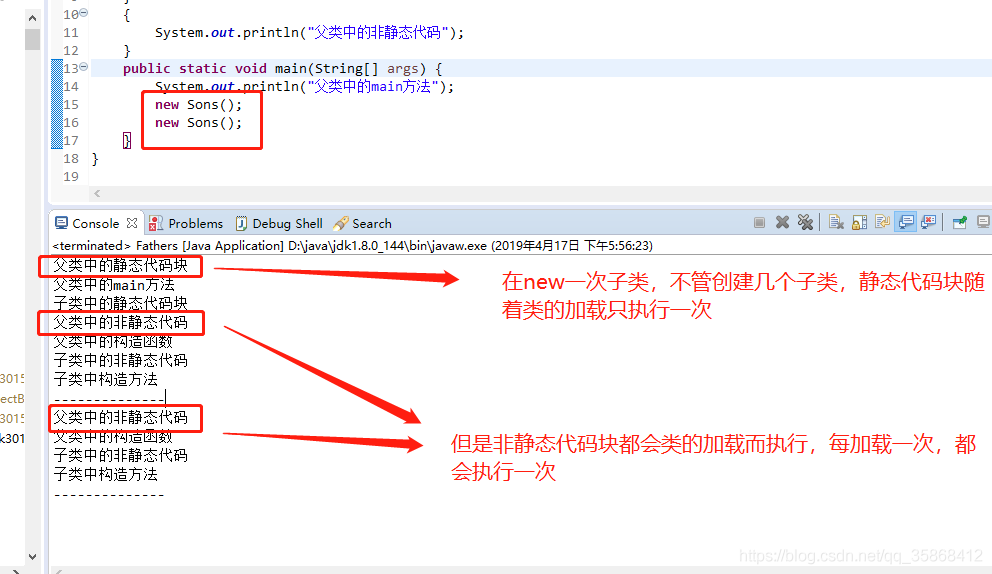 10
{
11 System.out.println("父类中的非静态代码");
12 }
13 public static void main(String[] args) {
14 System.out.println("父类中的main方法");
15 new Sons();
16 new Sons();
17 }
18 }
19
Console Problems Debug Shell Search
<terminated> Fathers [Java Application] D:\java\jdk1.8.0_144\bin\javaw.exe (2019年4月17日 下午5:56:23)
父类中的静态代码块
父类中的main方法
子类中的静态代码块
父类中的非静态代码
父类中的构造函数
子类中的非静态代码
子类中构造方法
--------------
父类中的非静态代码
父类中的构造函数
子类中的非静态代码
子类中构造方法
--------------
在new一次子类，不管创建几个子类，静态代码块随
着类的加载只执行一次
但是非静态代码块都会类的加载而执行，每加载一次，都
会执行一次
3015
ectB
3015
k301
https://blog.csdn.net/qq_35868412